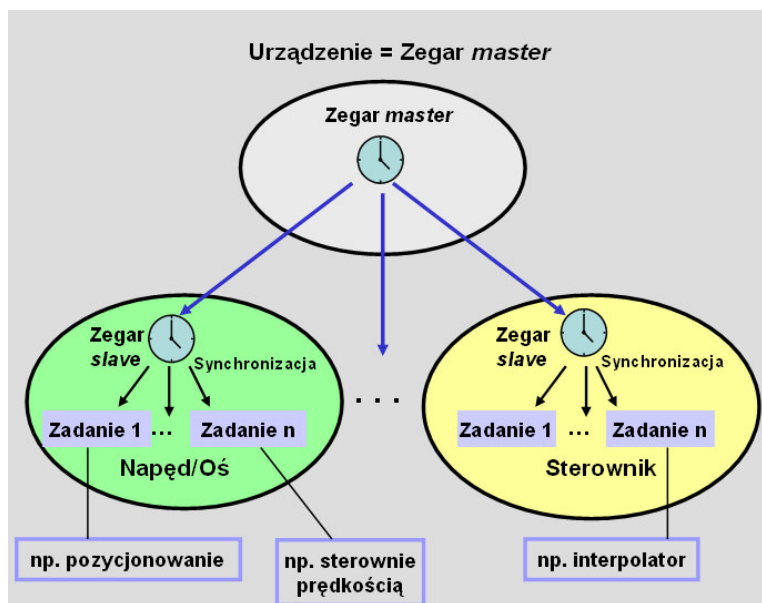 Urządzenie = Zegar master
Zegar master
Zegar
slave
Synchronizacja
Zadanie 1
...
Zadanie n
Napęd/Oś
...
Zegar
slave
Synchronizacja
Zadanie 1
...
Zadanie n
Sterownik
np. pozycjonowanie
np. sterownie
prędkością
np. interpolator